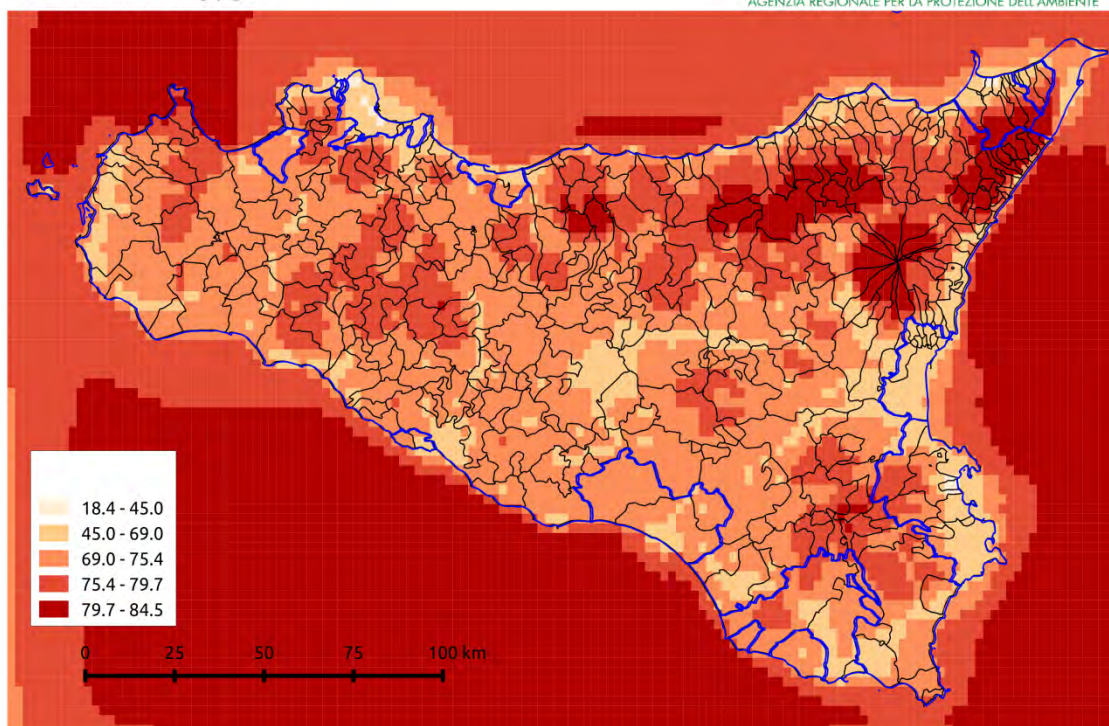 AGENZIA REGIONALE PER LA PROTEZIONE DELL'AMBIENTE
18.4 - 45.0
45.0 - 69.0
69.0 - 75.4
75.4 - 79.7
79.7 - 84.5
0 25 50 75 100 km